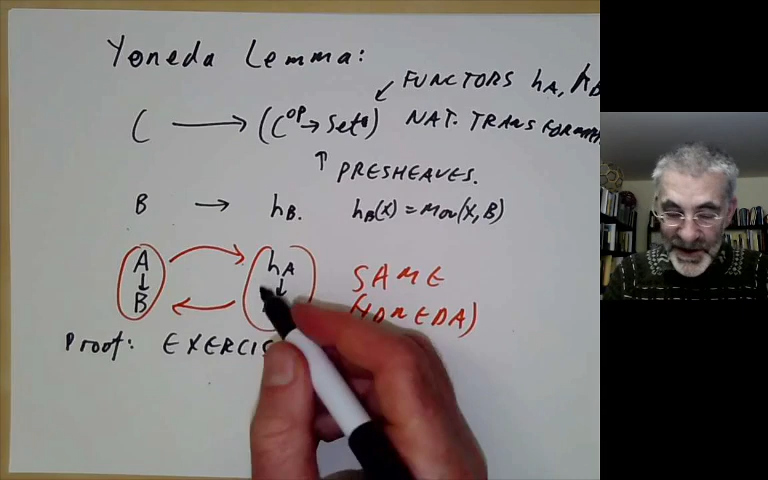 Yoneda Lemma:
FUNCTORS hA, hB
C → (C^op → Sets) NAT. TRANSFORMA
↑ PRESHEAVES.
B → hB. hB(X) = Mor(X, B)
A hA SAME
↓ ↓
B (YONEDA)
Proof: EXERCIS